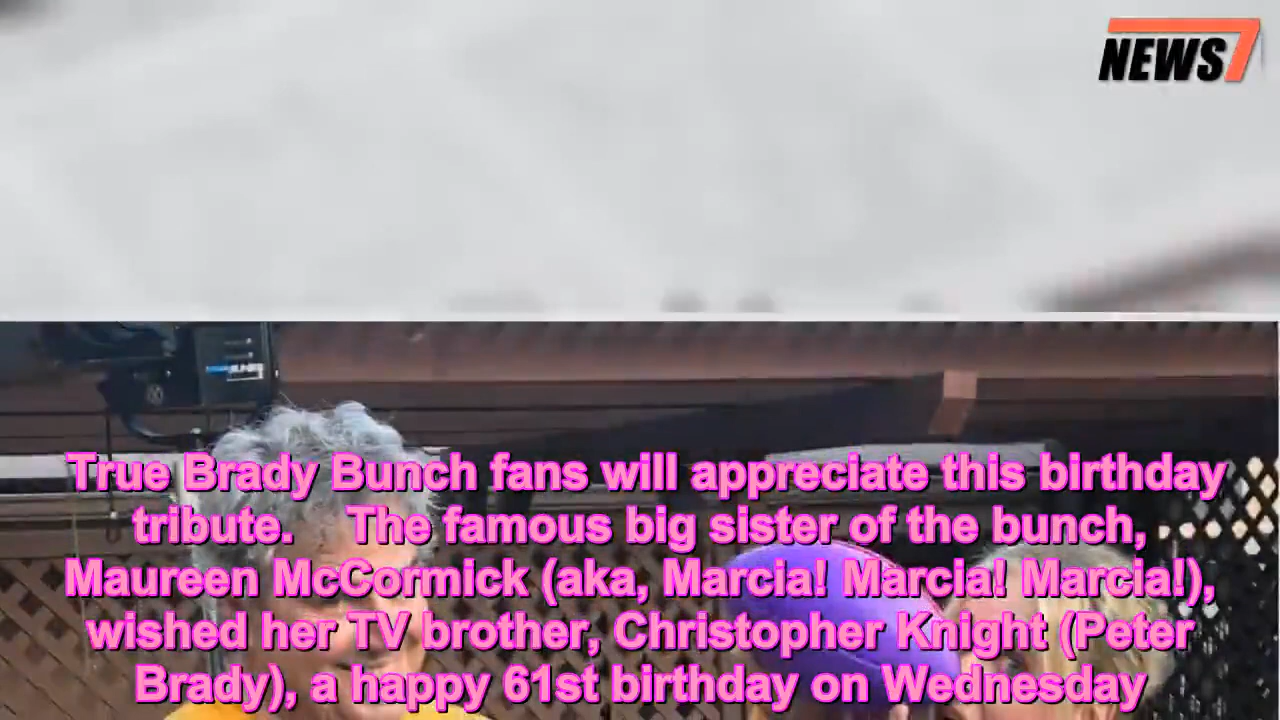 NEWS7
True Brady Bunch fans will appreciate this birthday
tribute. The famous big sister of the bunch,
Maureen McCormick (aka, Marcia! Marcia! Marcia!),
wished her TV brother, Christopher Knight (Peter
Brady), a happy 61st birthday on Wednesday